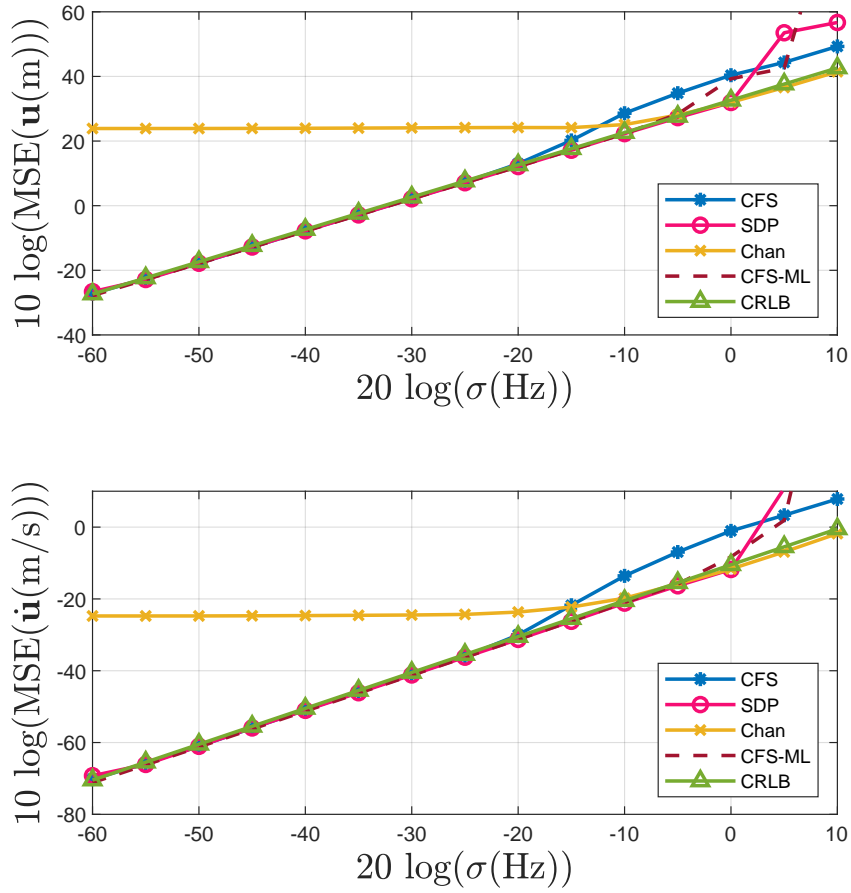 60
40
20
0
-20
-40
-60 -50 -40 -30 -20 -10 0 10
10 log(MSE(u(m)))
20 log(σ(Hz))
CFS
SDP
Chan
CFS-ML
CRLB
0
-20
-40
-60
-80
-60 -50 -40 -30 -20 -10 0 10
10 log(MSE(u̇(m/s)))
20 log(σ(Hz))
CFS
SDP
Chan
CFS-ML
CRLB